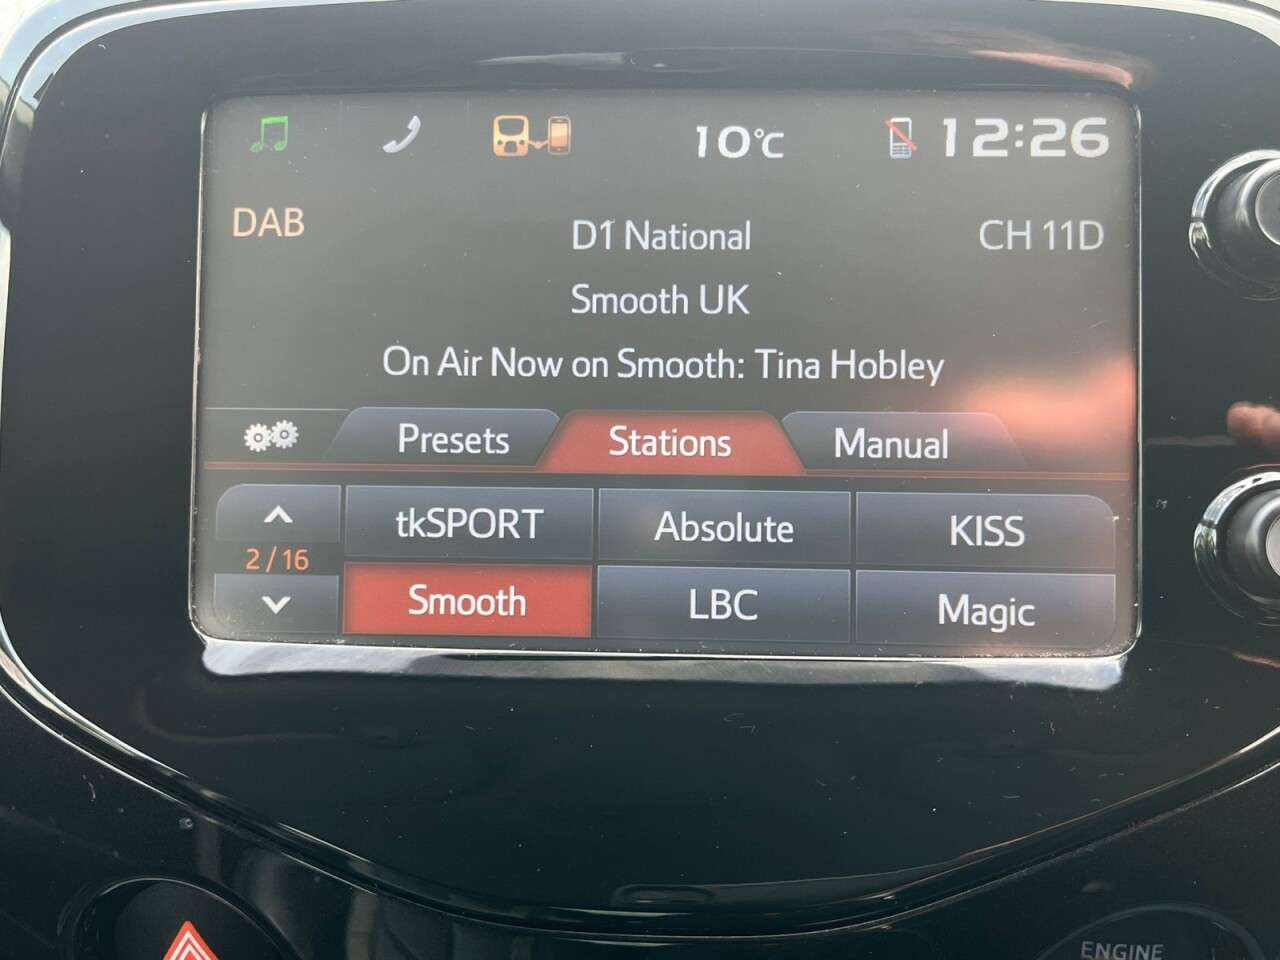 10°C 12:26
DAB D1 National CH 11D
Smooth UK
On Air Now on Smooth: Tina Hobley
Presets Stations Manual
tkSPORT Absolute KISS
2 / 16
Smooth LBC Magic
ENGINE